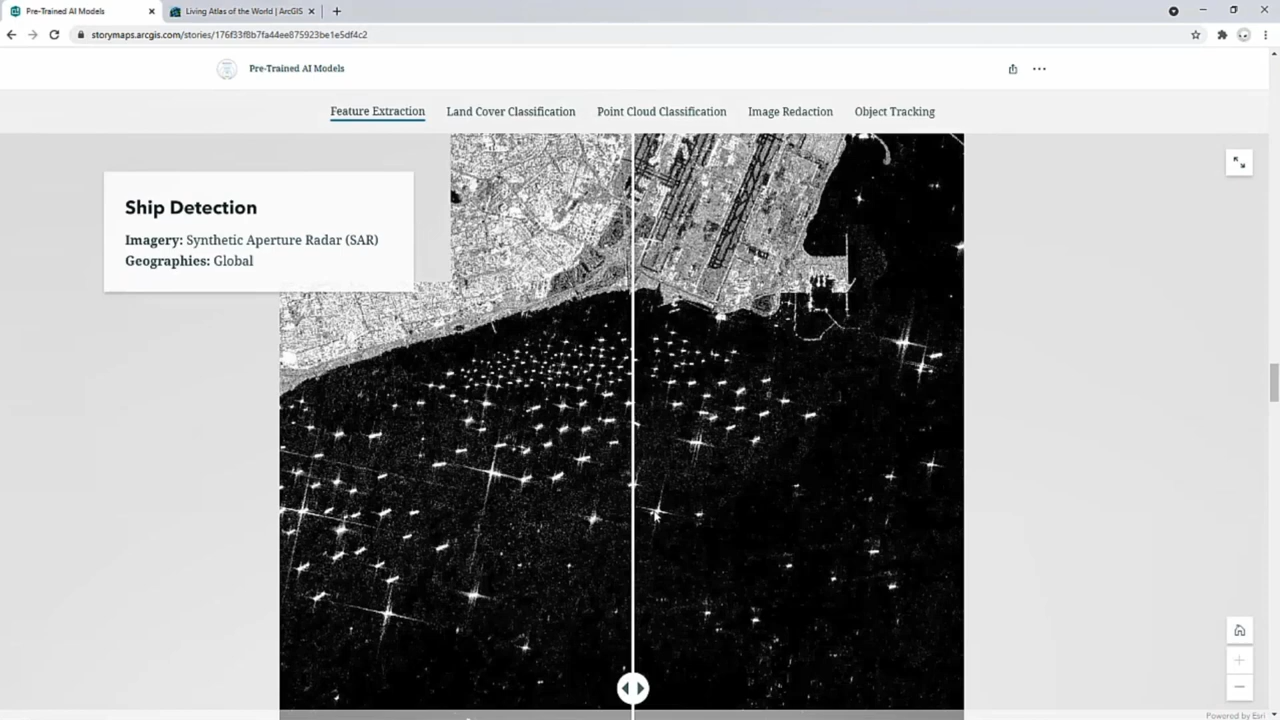 Pre-Trained AI Models
Living Atlas of the World | ArcGIS
storymaps.arcgis.com/stories/176f33f8b7fa44ee875923be1e5df4c2
Pre-Trained AI Models
Feature Extraction
Land Cover Classification
Point Cloud Classification
Image Redaction
Object Tracking
Ship Detection
Imagery: Synthetic Aperture Radar (SAR)
Geographies: Global
Powered by Esri